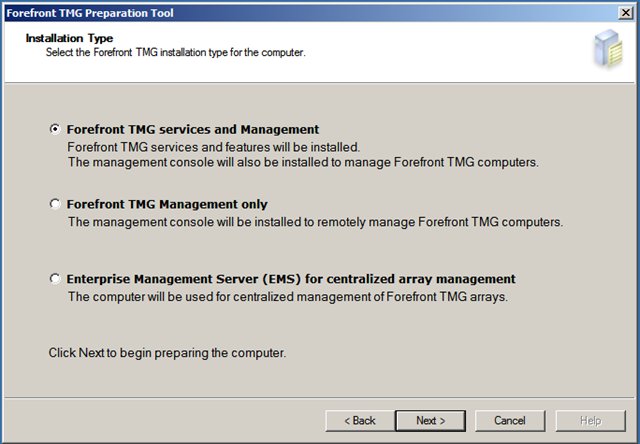 Forefront TMG Preparation Tool
Installation Type
Select the Forefront TMG installation type for the computer.
Forefront TMG services and Management
Forefront TMG services and features will be installed.
The management console will also be installed to manage Forefront TMG computers.
Forefront TMG Management only
The management console will be installed to remotely manage Forefront TMG computers.
Enterprise Management Server (EMS) for centralized array management
The computer will be used for centralized management of Forefront TMG arrays.
Click Next to begin preparing the computer.
< Back Next > Cancel Help